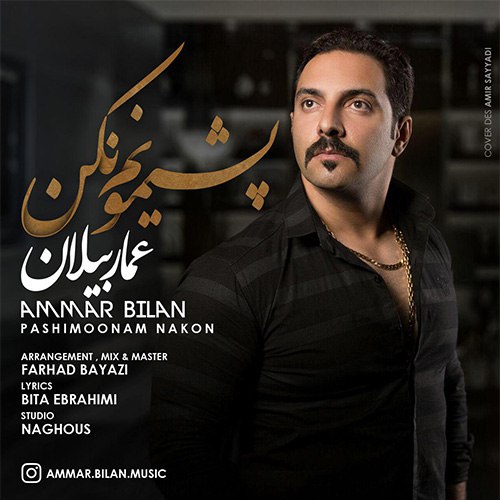 پشیمونم نکن
عمار بیلان
AMMAR BILAN
PASHIMOONAM NAKON
ARRANGEMENT , MIX & MASTER
FARHAD BAYAZI
LYRICS
BITA EBRAHIMI
STUDIO
NAGHOUS
AMMAR.BILAN.MUSIC
COVER DES AMIR SAYYADI